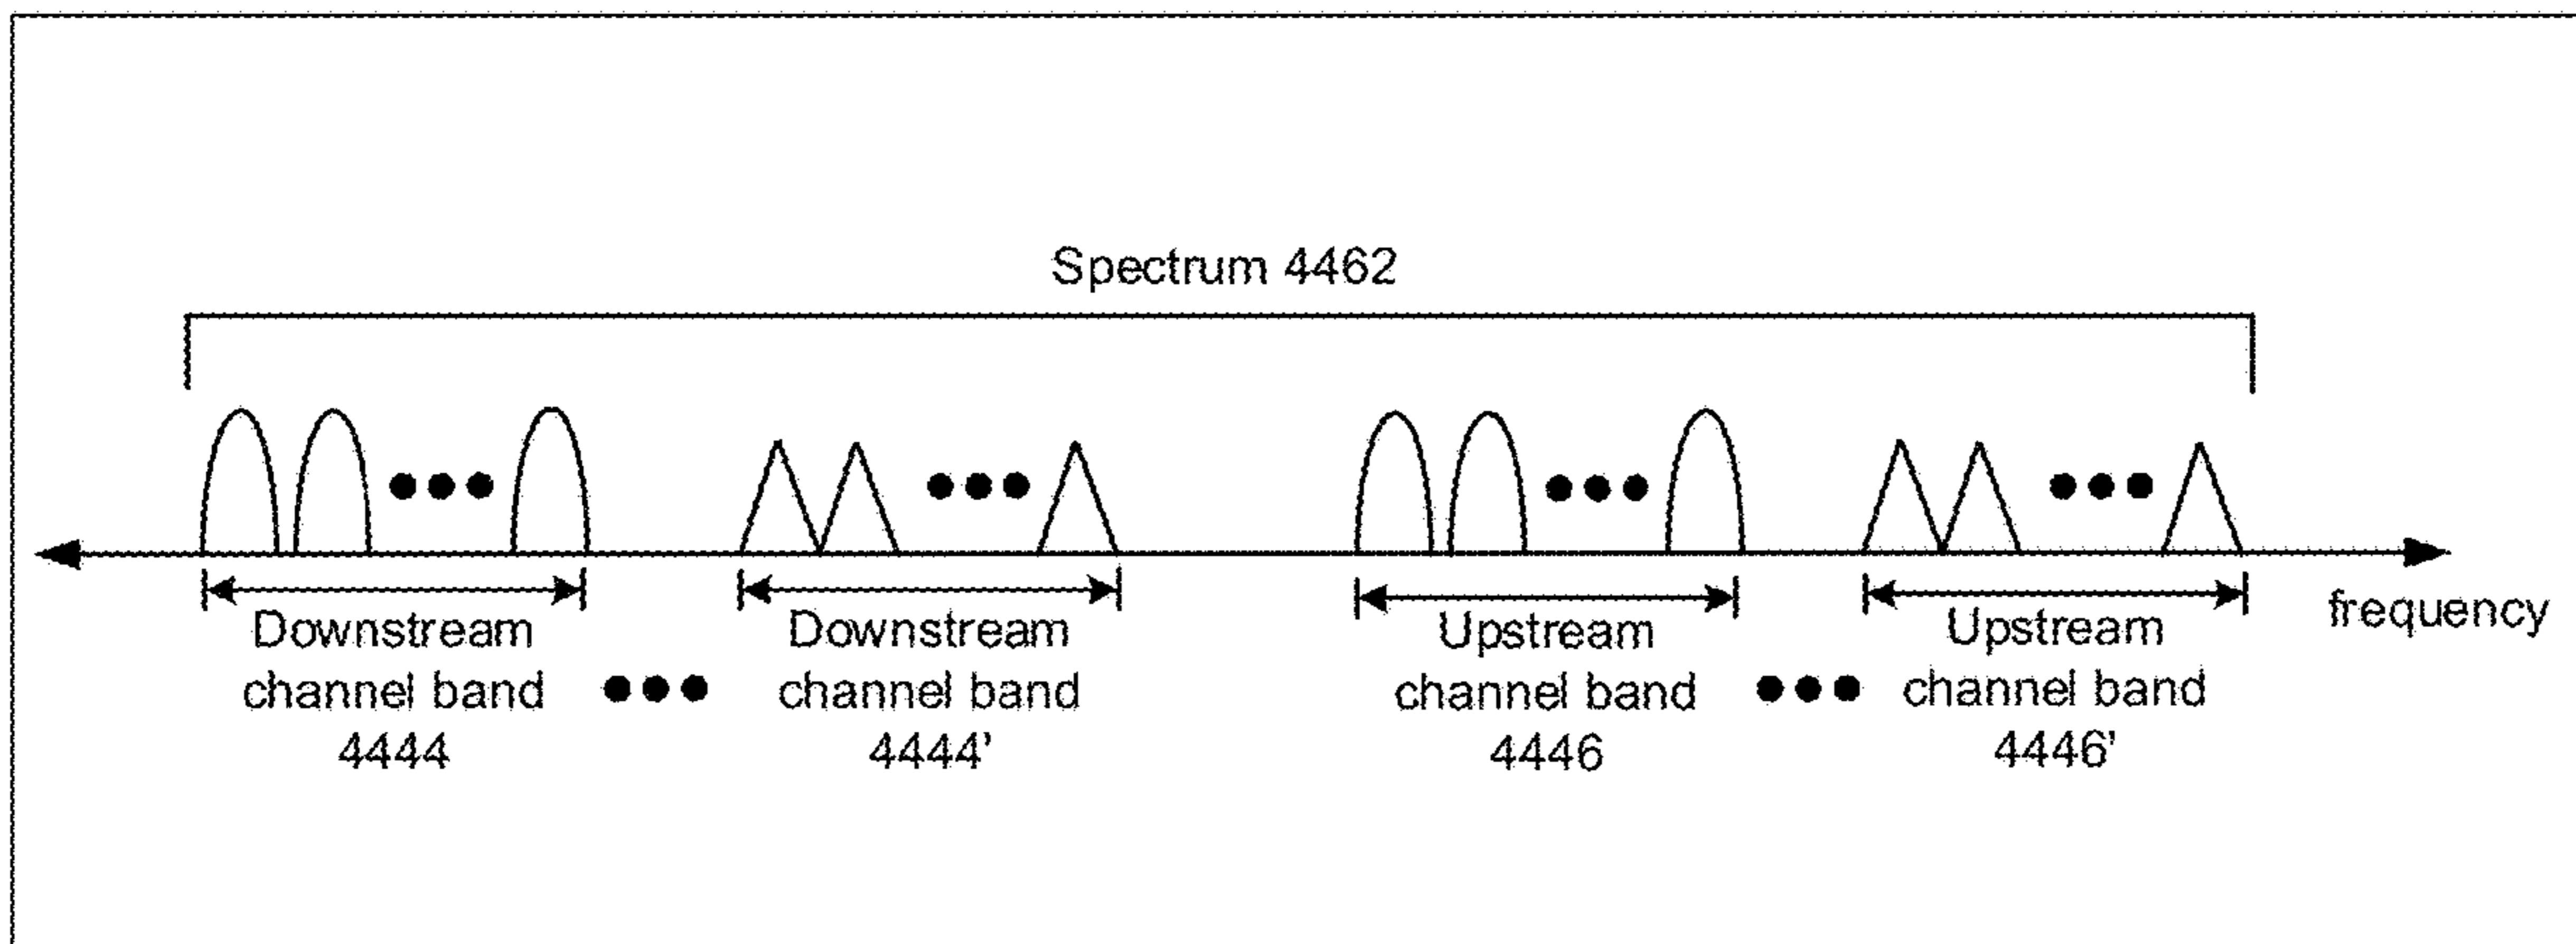 Spectrum 4462
frequency
Downstream
channel band
4444
Downstream
channel band
4444'
Upstream
channel band
4446
Upstream
channel band
4446'